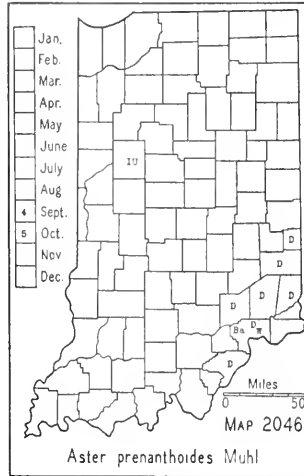 Jan.
Feb.
Mar.
Apr.
May
June
July
Aug
4 Sept.
5 Oct.
Nov
Dec.
IU
D
D
D D D
Ba D W
D
Miles
0 50
MAP 2046
Aster prenanthoides Muhl